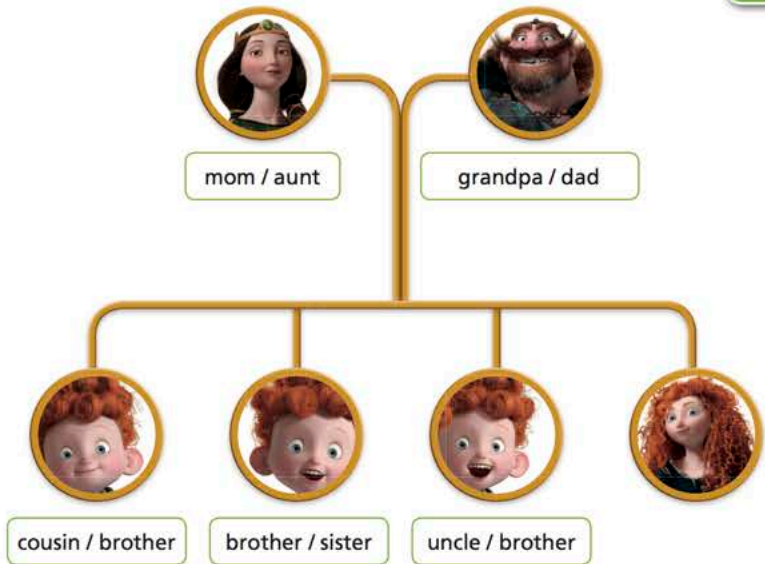 mom / aunt
grandpa / dad
cousin / brother
brother / sister
uncle / brother